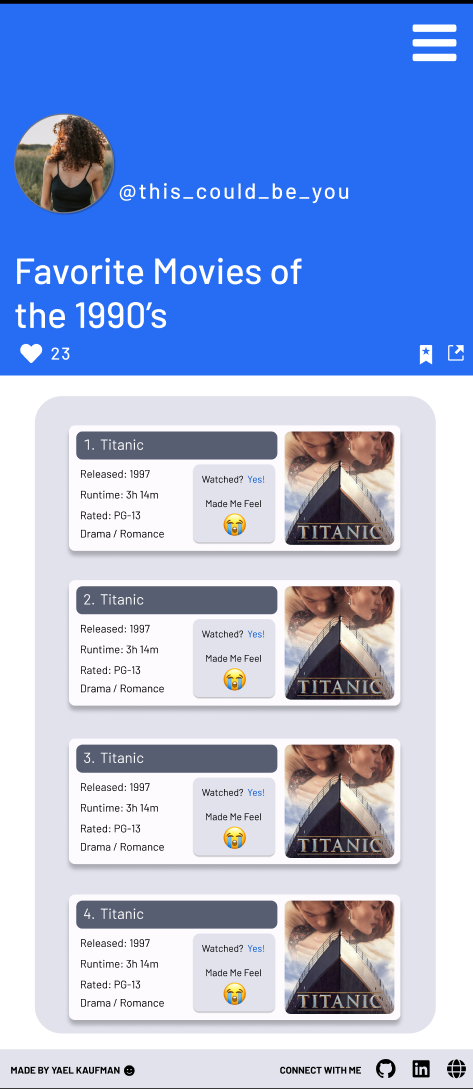 @this_could_be_you
Favorite Movies of
the 1990's
23
1. Titanic
Released: 1997
Runtime: 3h 14m
Rated: PG-13
Drama / Romance
Watched? Yes!
Made Me Feel
TITANIC
2. Titanic
Released: 1997
Runtime: 3h 14m
Rated: PG-13
Drama / Romance
Watched? Yes!
Made Me Feel
TITANIC
3. Titanic
Released: 1997
Runtime: 3h 14m
Rated: PG-13
Drama / Romance
Watched? Yes!
Made Me Feel
TITANIC
4. Titanic
Released: 1997
Runtime: 3h 14m
Rated: PG-13
Drama / Romance
Watched? Yes!
Made Me Feel
TITANIC
MADE BY YAEL KAUFMAN
CONNECT WITH ME
in